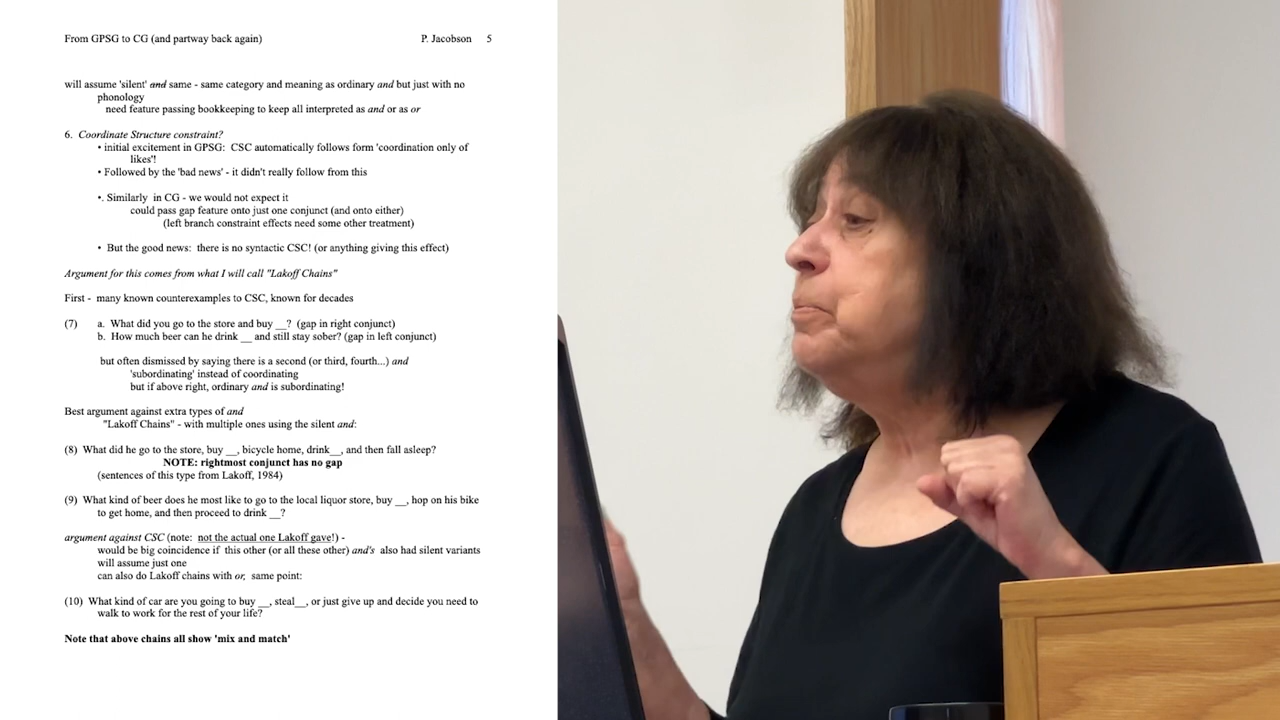 From GPSG to CG (and partway back again) P. Jacobson 5
will assume 'silent' and same - same category and meaning as ordinary and but just with no
phonology
need feature passing bookkeeping to keep all interpreted as and or as or
6. Coordinate Structure constraint?
• initial excitement in GPSG: CSC automatically follows form 'coordination only of
likes'!
• Followed by the 'bad news' - it didn't really follow from this
•. Similarly in CG - we would not expect it
could pass gap feature onto just one conjunct (and onto either)
(left branch constraint effects need some other treatment)
• But the good news: there is no syntactic CSC! (or anything giving this effect)
Argument for this comes from what I will call "Lakoff Chains"
First - many known counterexamples to CSC, known for decades
(7) a. What did you go to the store and buy __? (gap in right conjunct)
b. How much beer can he drink __ and still stay sober? (gap in left conjunct)
but often dismissed by saying there is a second (or third, fourth...) and
'subordinating' instead of coordinating
but if above right, ordinary and is subordinating!
Best argument against extra types of and
"Lakoff Chains" - with multiple ones using the silent and:
(8) What did he go to the store, buy __, bicycle home, drink__, and then fall asleep?
NOTE: rightmost conjunct has no gap
(sentences of this type from Lakoff, 1984)
(9) What kind of beer does he most like to go to the local liquor store, buy __, hop on his bike
to get home, and then proceed to drink __?
argument against CSC (note: not the actual one Lakoff gave!) -
would be big coincidence if this other (or all these other) and's also had silent variants
will assume just one
can also do Lakoff chains with or, same point:
(10) What kind of car are you going to buy __, steal__, or just give up and decide you need to
walk to work for the rest of your life?
Note that above chains all show 'mix and match'